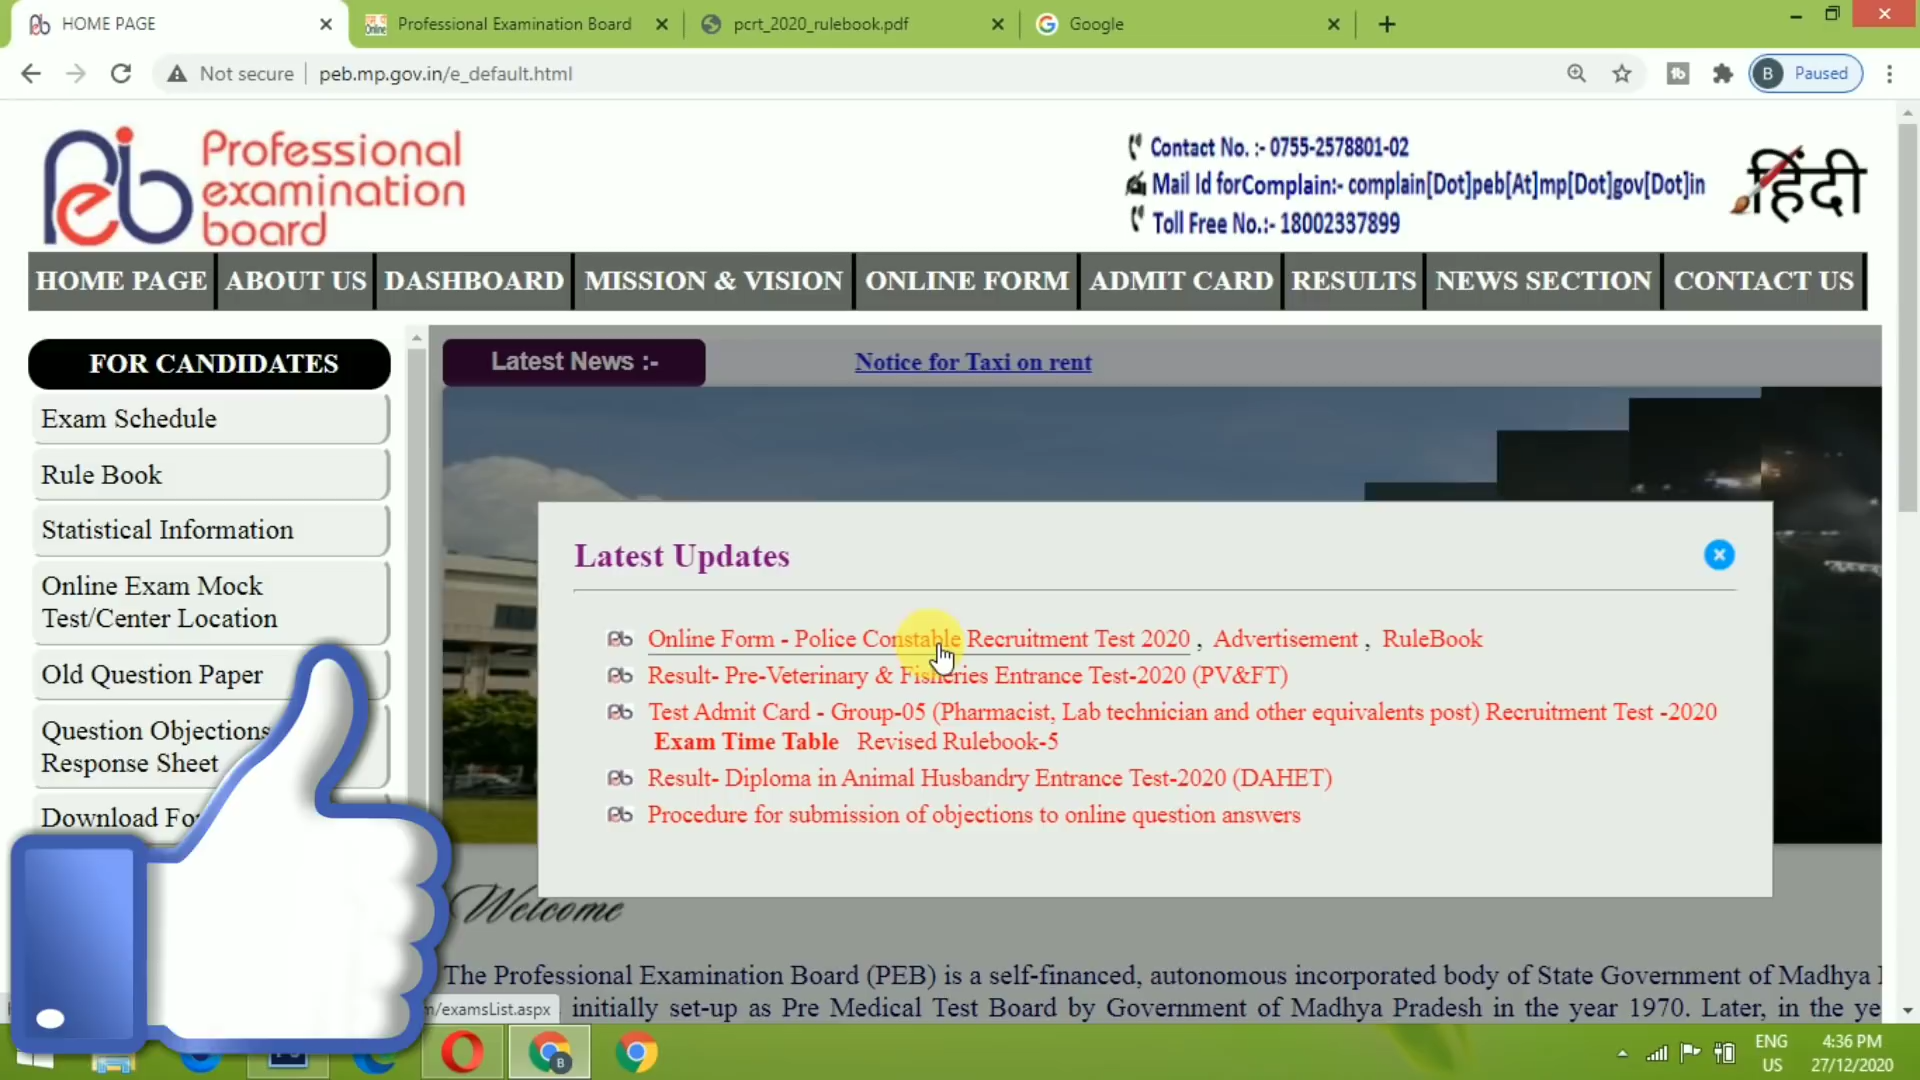 HOME PAGE
Professional Examination Board
pcrt_2020_rulebook.pdf
Google
Not secure
peb.mp.gov.in/e_default.html
B
Paused
Peb
Professional
examination
board
Contact No. :- 0755-2578801-02
Mail Id forComplain:- complain[Dot]peb[At]mp[Dot]gov[Dot]in
Toll Free No.:- 18002337899
हिंदी
HOME PAGE ABOUT US DASHBOARD MISSION & VISION ONLINE FORM ADMIT CARD RESULTS NEWS SECTION CONTACT US
FOR CANDIDATES
Exam Schedule
Rule Book
Statistical Information
Online Exam Mock
Test/Center Location
Old Question Paper
Question Objections
Response Sheet
Download
Latest News :-
Notice for Taxi on rent
Latest Updates
Online Form - Police Constable Recruitment Test 2020 , Advertisement , RuleBook
Result- Pre-Veterinary & Fisheries Entrance Test-2020 (PV&FT)
Test Admit Card - Group-05 (Pharmacist, Lab technician and other equivalents post) Recruitment Test -2020
Exam Time Table Revised Rulebook-5
Result- Diploma in Animal Husbandry Entrance Test-2020 (DAHET)
Procedure for submission of objections to online question answers
Welcome
The Professional Examination Board (PEB) is a self-financed, autonomous incorporated body of State Government of Madhya
initially set-up as Pre Medical Test Board by Government of Madhya Pradesh in the year 1970. Later, in the
/examsList.aspx
ENG
US
4:36 PM
27/12/2020